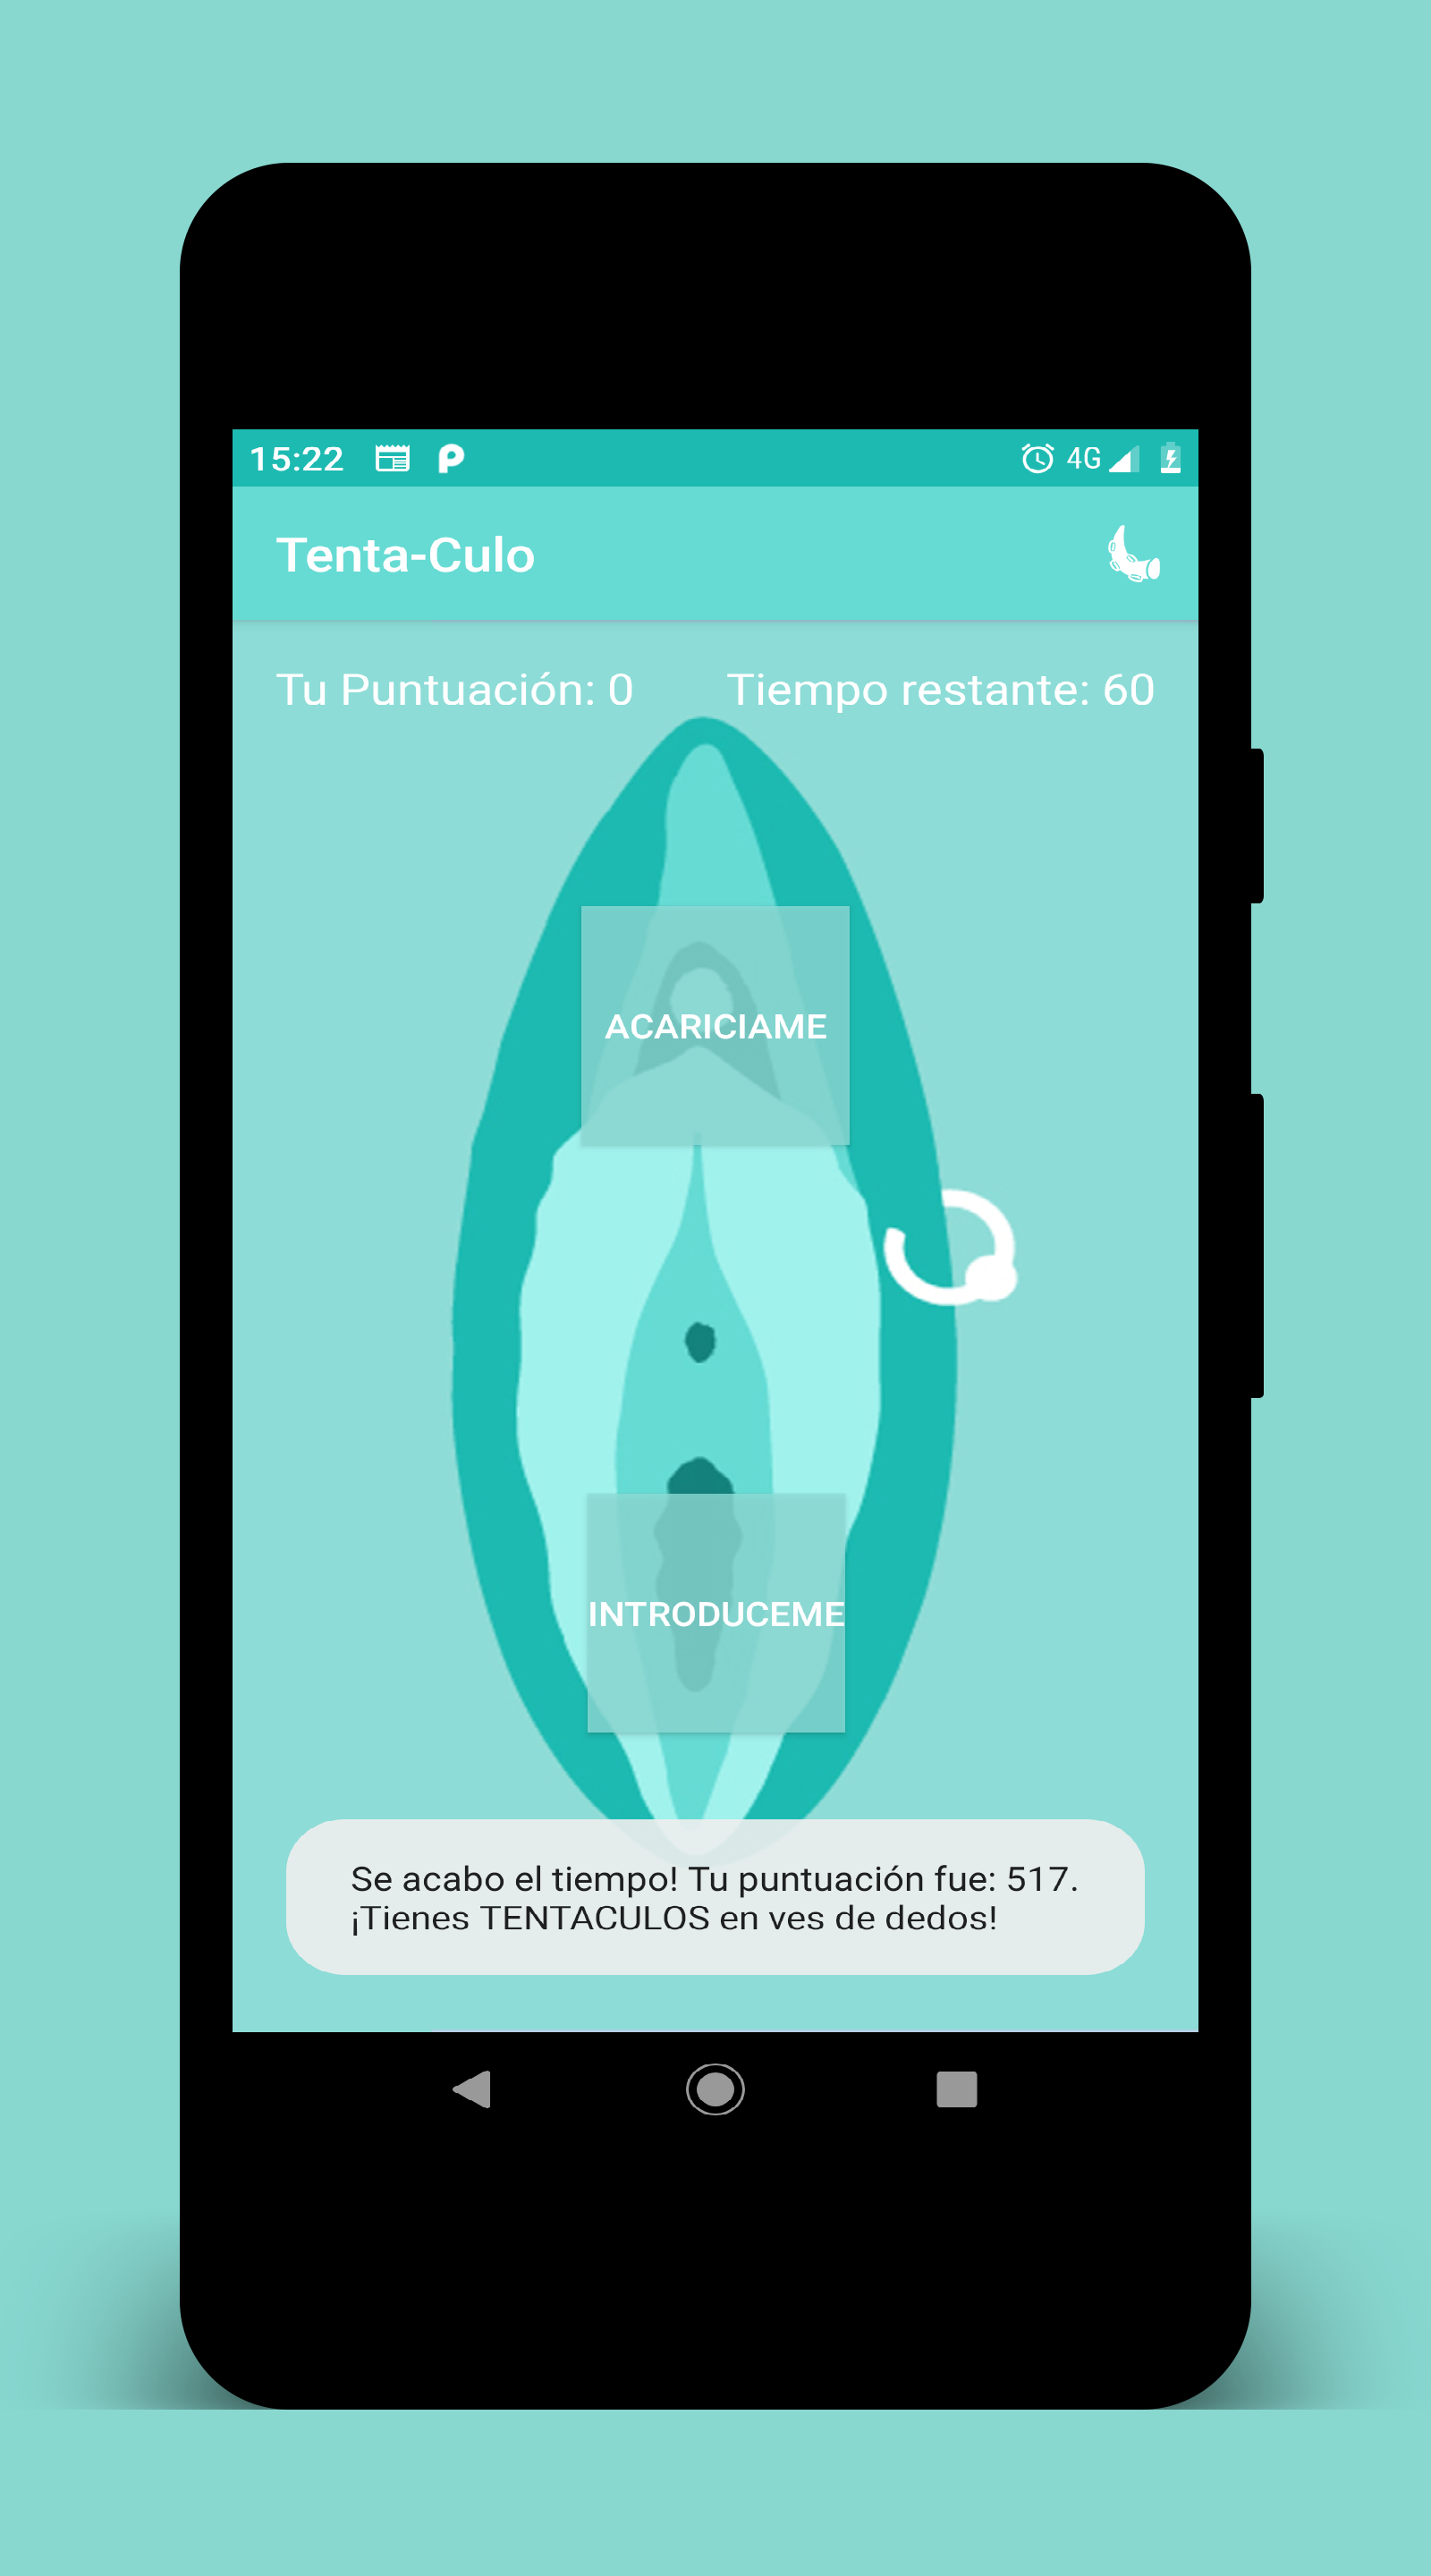 15:22
4G
Tenta-Culo
Tu Puntuación: 0
Tiempo restante: 60
ACARICIAME
INTRODUCEME
Se acabo el tiempo! Tu puntuación fue: 517.
¡Tienes TENTACULOS en ves de dedos!